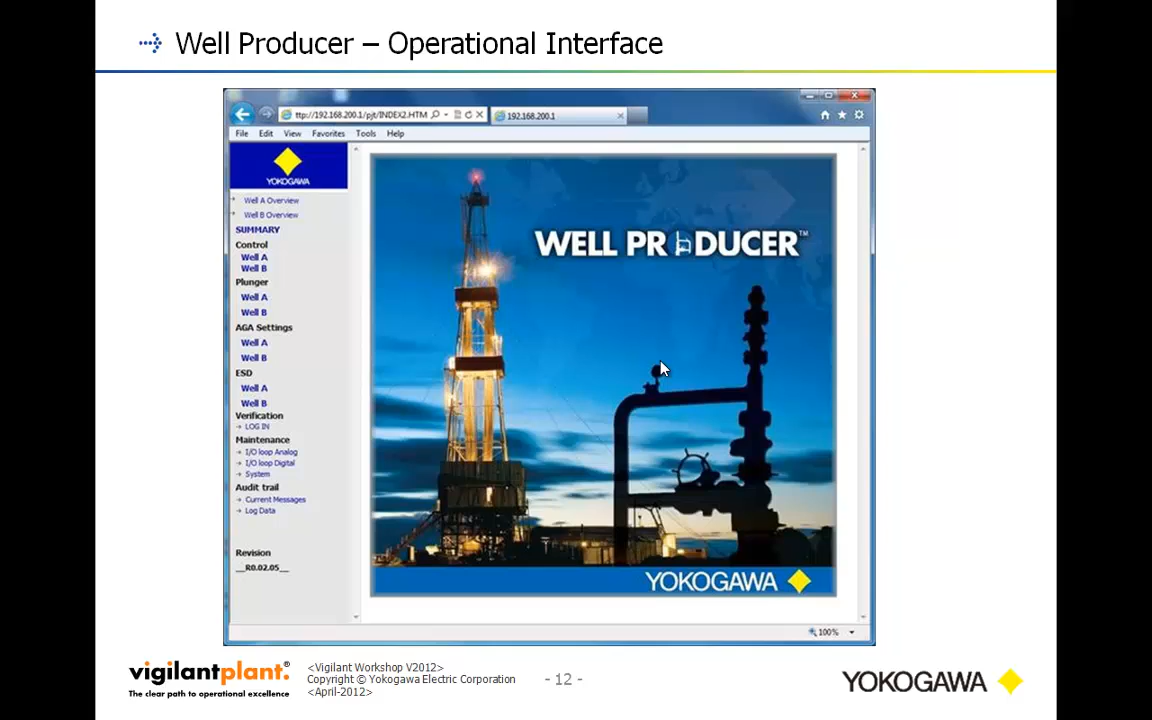 Well Producer – Operational Interface
ttp://192.168.200.1/pjt/INDEX2.HTM
192.168.200.1
File Edit View Favorites Tools Help
YOKOGAWA
Well A Overview
Well B Overview
SUMMARY
Control
Well A
Well B
Plunger
Well A
Well B
AGA Settings
Well A
Well B
ESD
Well A
Well B
Verification
LOG IN
Maintenance
I/O loop Analog
I/O loop Digital
System
Audit trail
Current Messages
Log Data
Revision
__R0.02.05__
WELL PRODUCER™
YOKOGAWA
100%
vigilantplant.®
The clear path to operational excellence
<Vigilant Workshop V2012>
Copyright © Yokogawa Electric Corporation
<April-2012>
- 12 -
YOKOGAWA